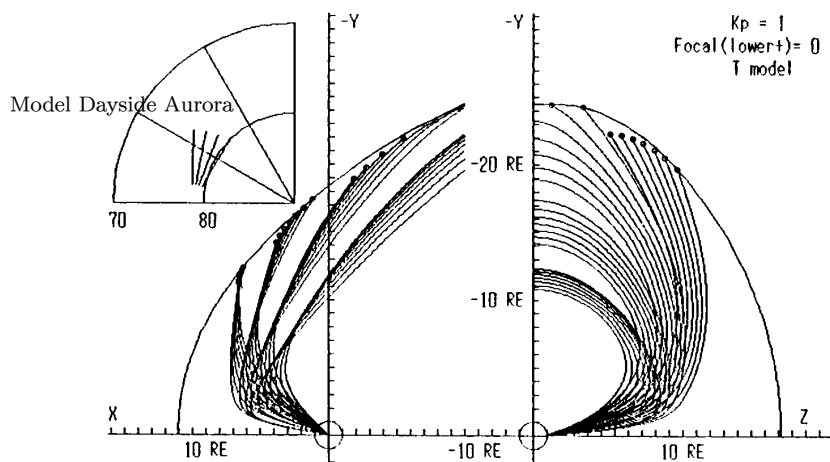 -Y
-Y
Kp = 1
Focal(lower+)= 0
T model
Model Dayside Aurora
70
80
-20 RE
-10 RE
X
Z
10 RE
-10 RE
10 RE